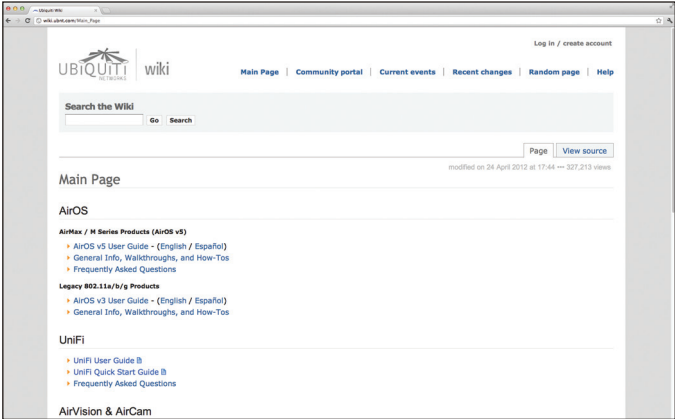 Ubiquiti Wiki
wiki.ubnt.com/Main_Page
Log in / create account
UBIQUITI
NETWORKS
wiki
Main Page | Community portal | Current events | Recent changes | Random page | Help
Search the Wiki
Go Search
Page View source
modified on 24 April 2012 at 17:44 ••• 327,213 views
Main Page
AirOS
AirMax / M Series Products (AirOS v5)
AirOS v5 User Guide - (English / Español)
General Info, Walkthroughs, and How-Tos
Frequently Asked Questions
Legacy 802.11a/b/g Products
AirOS v3 User Guide - (English / Español)
General Info, Walkthroughs, and How-Tos
UniFi
UniFi User Guide
UniFi Quick Start Guide
Frequently Asked Questions
AirVision & AirCam